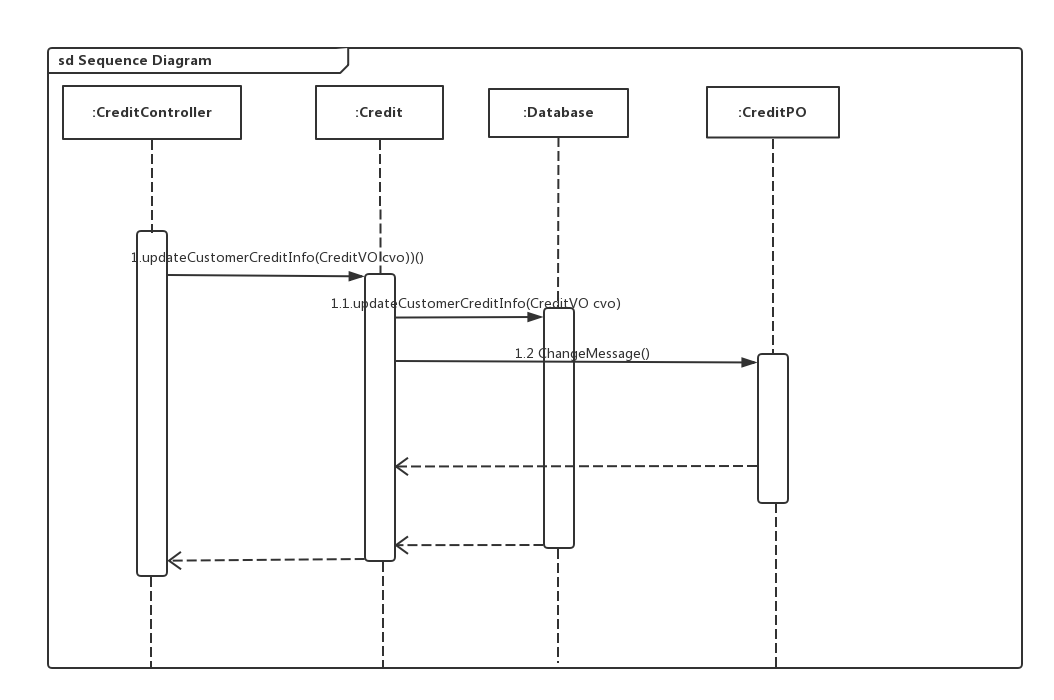 sd Sequence Diagram
:CreditController
:Credit
:Database
:CreditPO
1.updateCustomerCreditInfo(CreditVO cvo))()
1.1.updateCustomerCreditInfo(CreditVO cvo)
1.2 ChangeMessage()